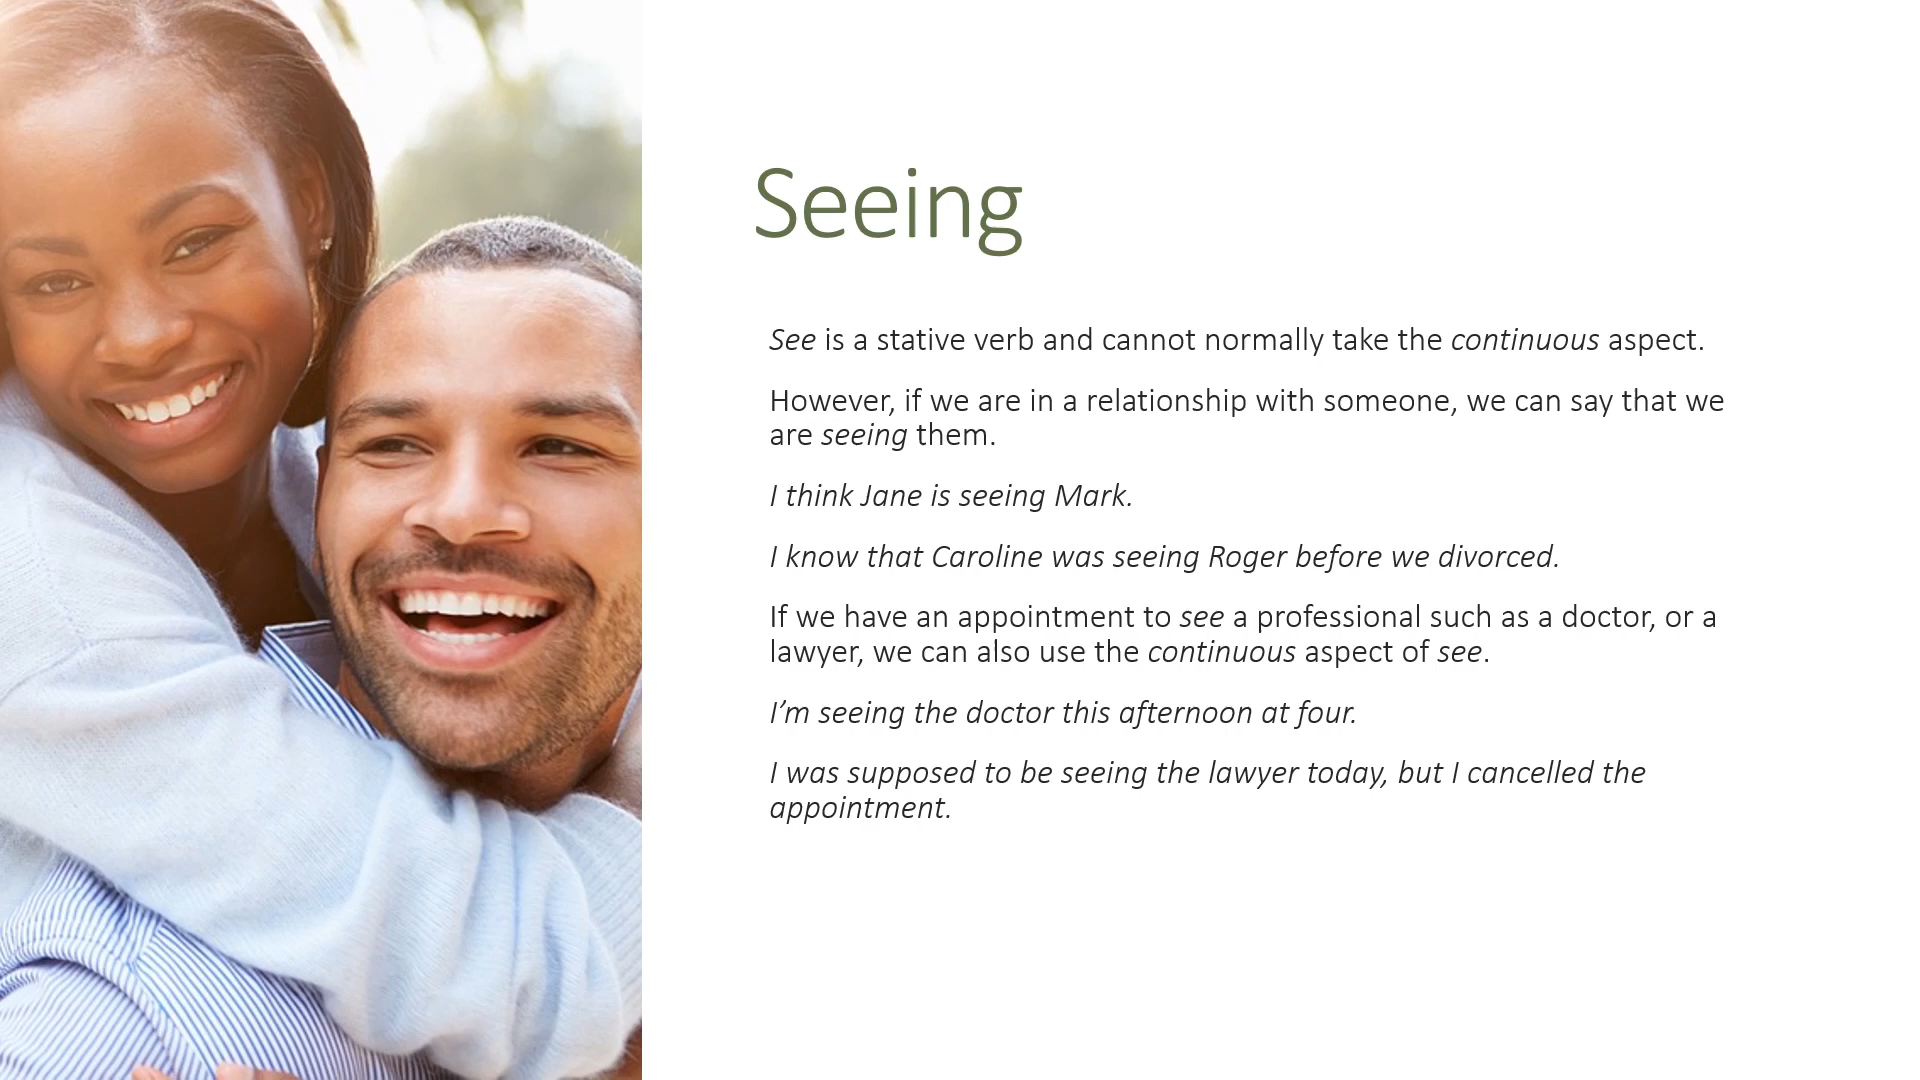 Seeing
See is a stative verb and cannot normally take the continuous aspect.
However, if we are in a relationship with someone, we can say that we
are seeing them.
I think Jane is seeing Mark.
I know that Caroline was seeing Roger before we divorced.
If we have an appointment to see a professional such as a doctor, or a
lawyer, we can also use the continuous aspect of see.
I’m seeing the doctor this afternoon at four.
I was supposed to be seeing the lawyer today, but I cancelled the
appointment.